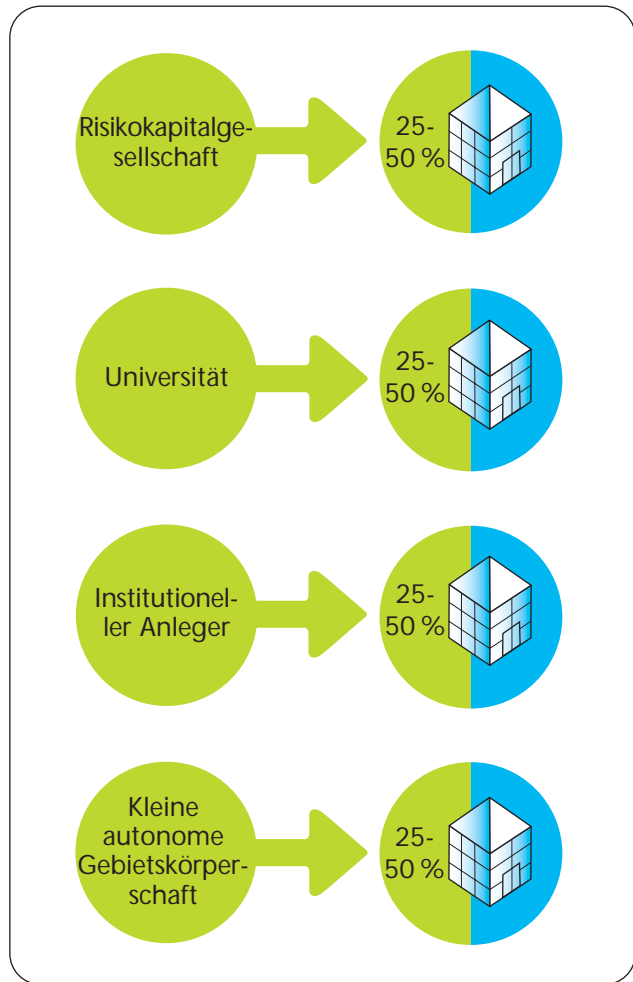 Risikokapitalge-
sellschaft
25-
50 %
Universität
25-
50 %
Institutionel-
ler Anleger
25-
50 %
Kleine
autonome
Gebietskörper-
schaft
25-
50 %